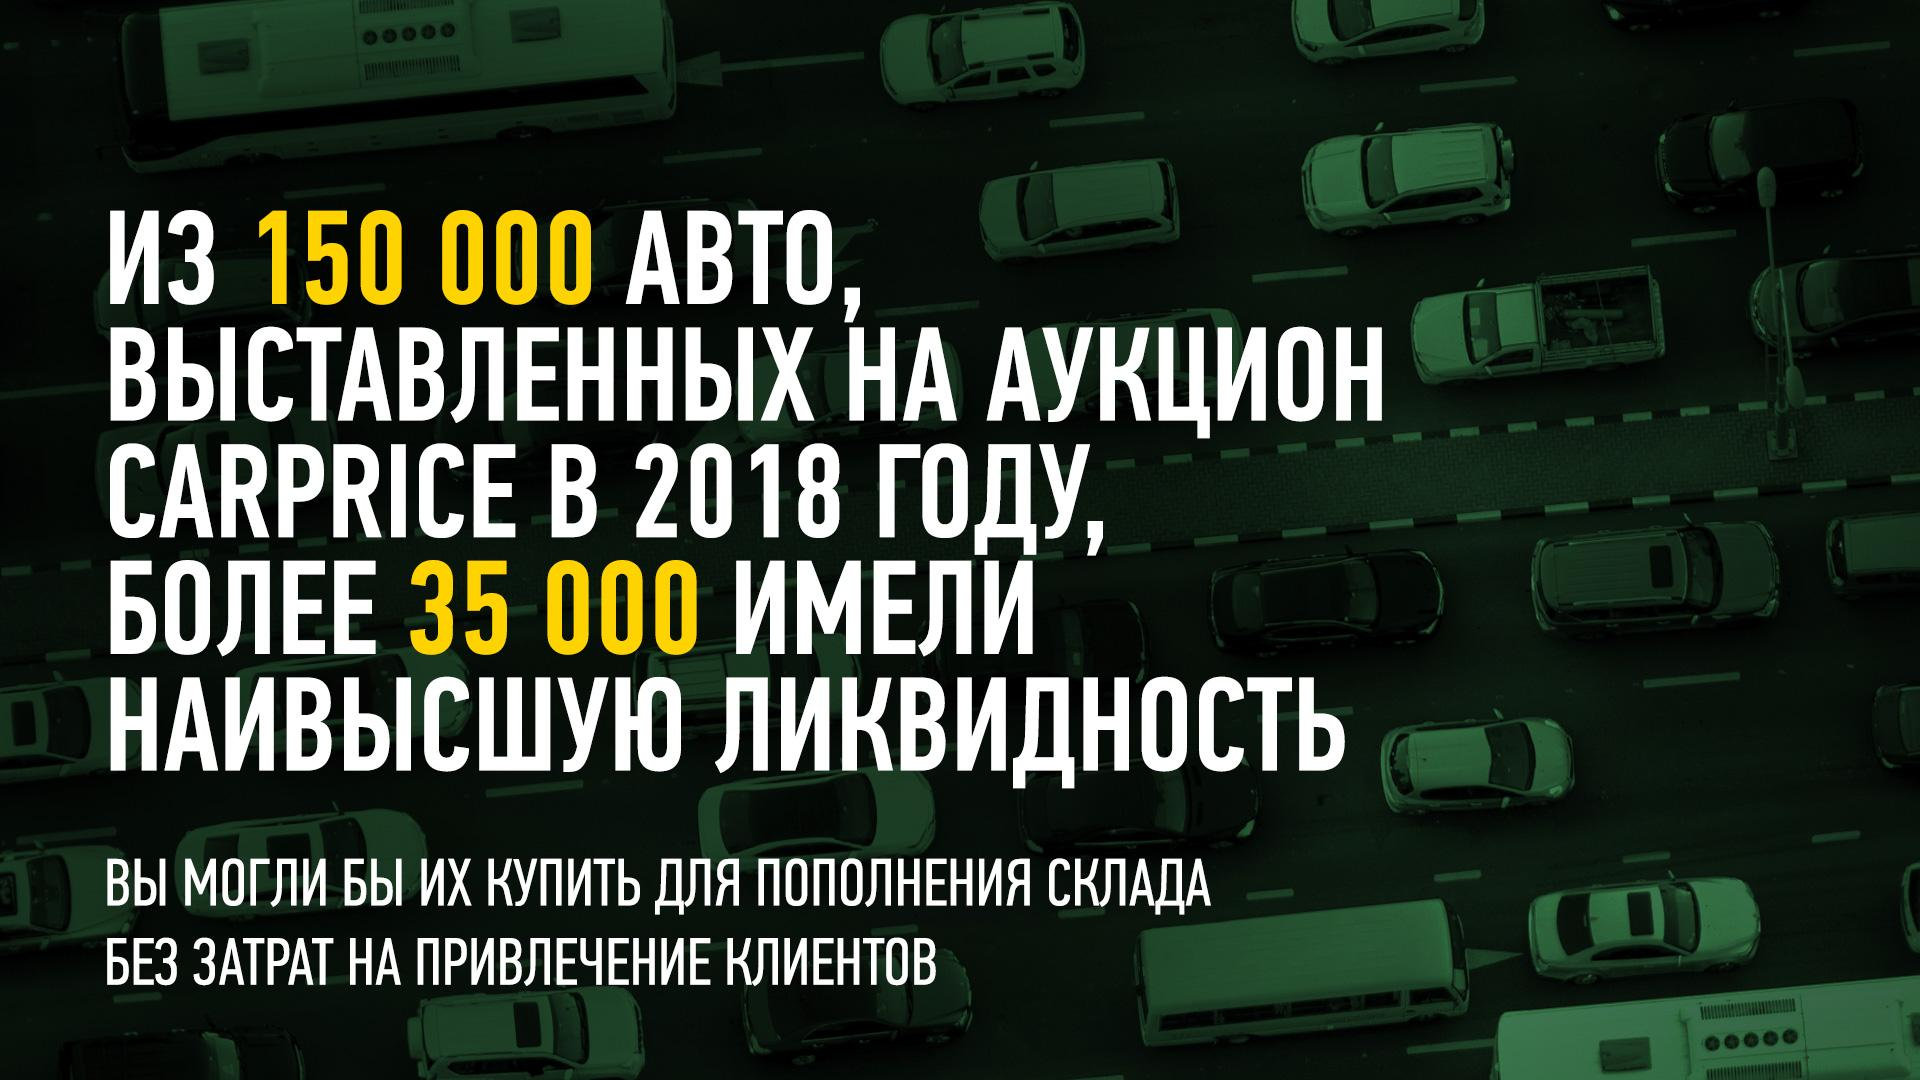 ИЗ 150 000 АВТО,
ВЫСТАВЛЕННЫХ НА АУКЦИОН
CARPRICE В 2018 ГОДУ,
БОЛЕЕ 35 000 ИМЕЛИ
НАИВЫСШУЮ ЛИКВИДНОСТЬ
ВЫ МОГЛИ БЫ ИХ КУПИТЬ ДЛЯ ПОПОЛНЕНИЯ СКЛАДА
БЕЗ ЗАТРАТ НА ПРИВЛЕЧЕНИЕ КЛИЕНТОВ